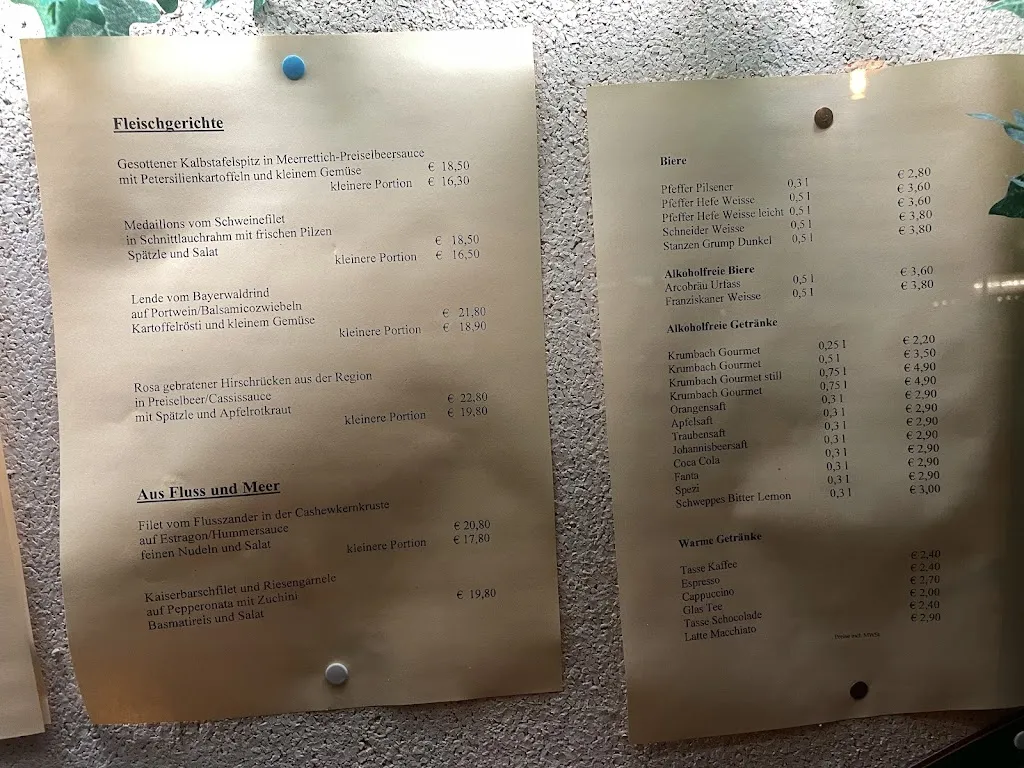 Fleischgerichte
Gesottener Kalbstafelspitz in Meerrettich-Preiselbeersauce
mit Petersilienkartoffeln und kleinem Gemüse € 18,50
kleinere Portion € 16,30
Medaillons vom Schweinefilet
in Schnittlauchrahm mit frischen Pilzen
Spätzle und Salat € 18,50
kleinere Portion € 16,50
Lende vom Bayerwaldrind
auf Portwein/Balsamicozwiebeln
Kartoffelrösti und kleinem Gemüse € 21,80
kleinere Portion € 18,90
Rosa gebratener Hirschrücken aus der Region
in Preiselbeer/Cassissauce
mit Spätzle und Apfelrotkraut € 22,80
kleinere Portion € 19,80
Aus Fluss und Meer
Filet vom Flusszander in der Cashewkernkruste
auf Estragon/Hummersauce € 20,80
feinen Nudeln und Salat kleinere Portion € 17,80
Kaiserbarschfilet und Riesengarnele
auf Pepperonata mit Zuchini € 19,80
Basmatireis und Salat
Biere
Pfeffer Pilsener 0,3 l € 2,80
Pfeffer Hefe Weisse 0,5 l € 3,60
Pfeffer Hefe Weisse leicht 0,5 l € 3,60
Schneider Weisse 0,5 l € 3,80
Stanzen Grump Dunkel 0,5 l € 3,80
Alkoholfreie Biere
Arcobräu Urfass 0,5 l € 3,60
Franziskaner Weisse 0,5 l € 3,80
Alkoholfreie Getränke
Krumbach Gourmet 0,25 l € 2,20
Krumbach Gourmet 0,5 l € 3,50
Krumbach Gourmet still 0,75 l € 4,90
Krumbach Gourmet 0,75 l € 4,90
Orangensaft 0,3 l € 2,90
Apfelsaft 0,3 l € 2,90
Traubensaft 0,3 l € 2,90
Johannisbeersaft 0,3 l € 2,90
Coca Cola 0,3 l € 2,90
Fanta 0,3 l € 2,90
Spezi 0,3 l € 2,90
Schweppes Bitter Lemon 0,3 l € 3,00
Warme Getränke
Tasse Kaffee € 2,40
Espresso € 2,40
Cappuccino € 2,70
Glas Tee € 2,00
Tasse Schocolade € 2,40
Latte Macchiato € 2,90